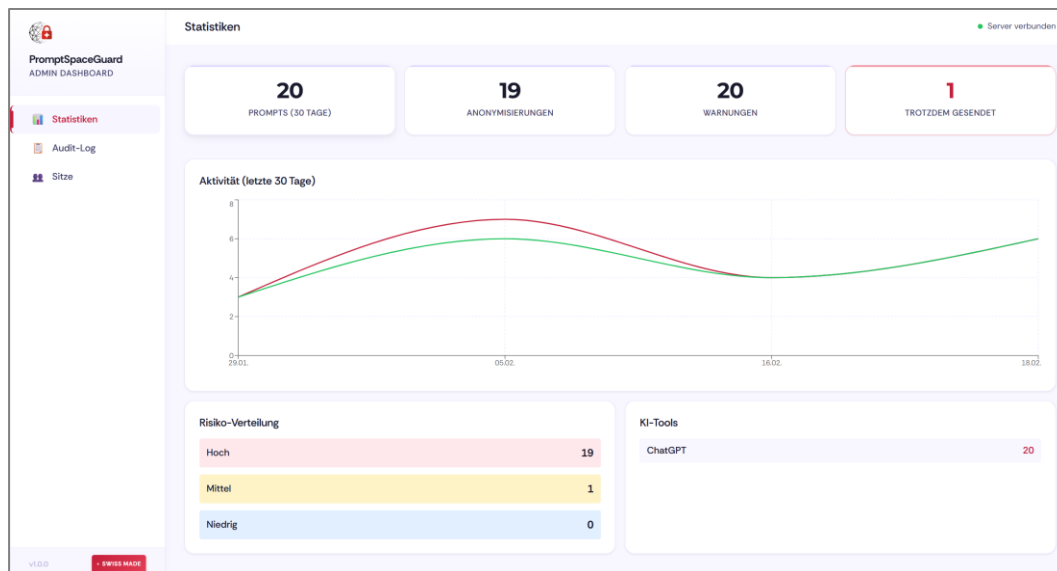 PromptSpaceGuard
ADMIN DASHBOARD
Statistiken
Audit-Log
Sitze
v1.0.0
+ SWISS MADE
Statistiken
Server verbunden
20
PROMPTS (30 TAGE)
19
ANONYMISIERUNGEN
20
WARNUNGEN
1
TROTZDEM GESENDET
Aktivität (letzte 30 Tage)
8
6
4
2
0
29.01.
05.02.
16.02.
18.02.
Risiko-Verteilung
Hoch 19
Mittel 1
Niedrig 0
KI-Tools
ChatGPT 20